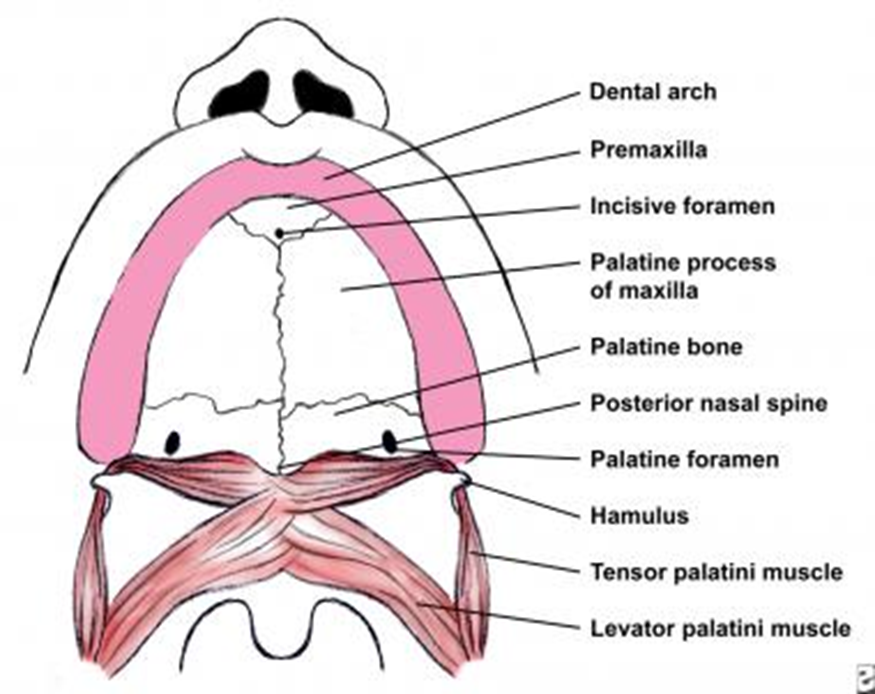 Dental arch
Premaxilla
Incisive foramen
Palatine process
of maxilla
Palatine bone
Posterior nasal spine
Palatine foramen
Hamulus
Tensor palatini muscle
Levator palatini muscle